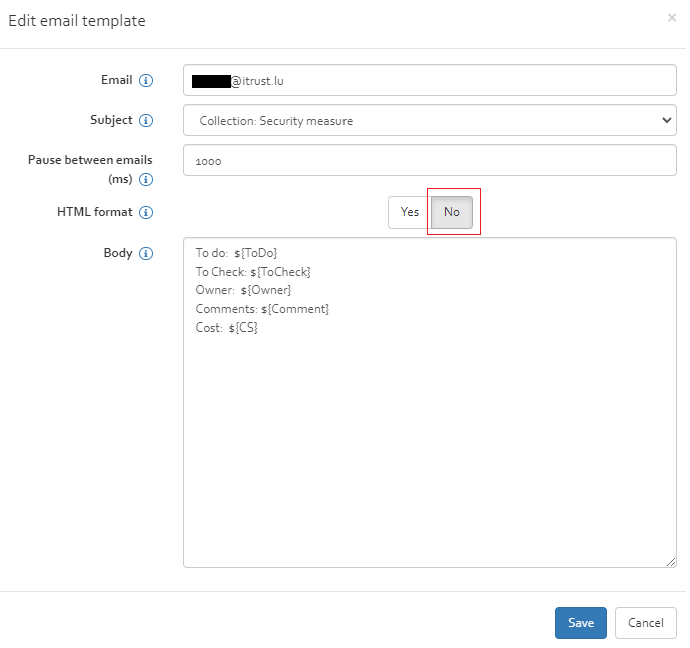 Edit email template
×
Email
@itrust.lu
Subject
Collection: Security measure
Pause between emails
(ms)
1000
HTML format
Yes
No
Body
To do: ${ToDo}
To Check: ${ToCheck}
Owner: ${Owner}
Comments: ${Comment}
Cost: ${CS}
Save
Cancel